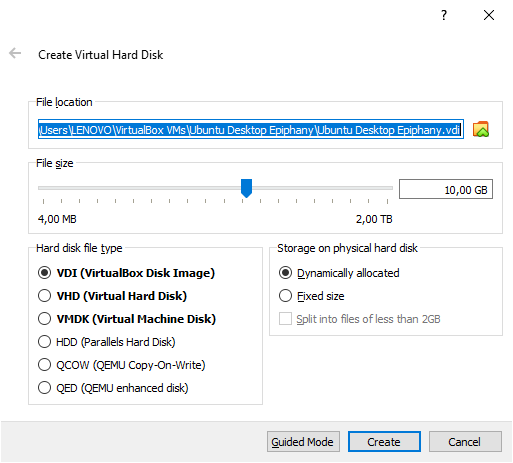 ?
Create Virtual Hard Disk
File location
\Users\LENOVO\VirtualBox VMs\Ubuntu Desktop Epiphany\Ubuntu Desktop Epiphany.vdi
File size
10,00 GB
4,00 MB 2,00 TB
Hard disk file type
VDI (VirtualBox Disk Image)
VHD (Virtual Hard Disk)
VMDK (Virtual Machine Disk)
HDD (Parallels Hard Disk)
QCOW (QEMU Copy-On-Write)
QED (QEMU enhanced disk)
Storage on physical hard disk
Dynamically allocated
Fixed size
Split into files of less than 2GB
Guided Mode Create Cancel